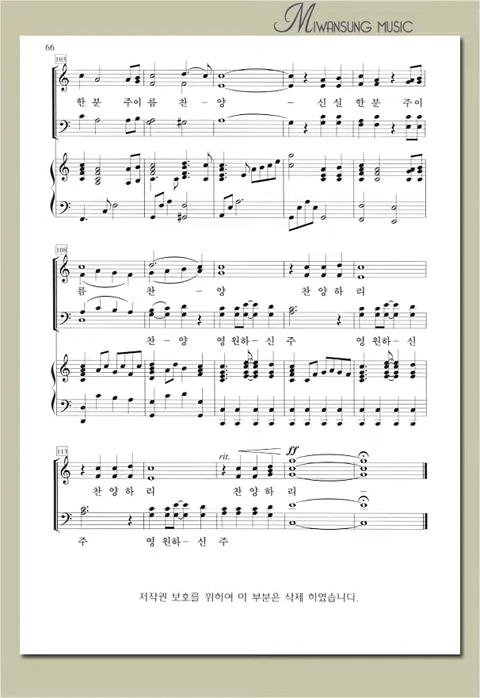 MIWANSUNG MUSIC
66
103
한 분 주이 름 찬 - 양 - 신실 한 분 주이
108
름 찬 - 양 찬 양 하 리
찬 - 양 영 원하- 신 주 영 원하- 신
113
rit. ff
찬 양 하 리 찬 양 하 리 -
주 영 원하- 신 주
저작권 보호를 위하여 이 부분은 삭제 하였습니다.